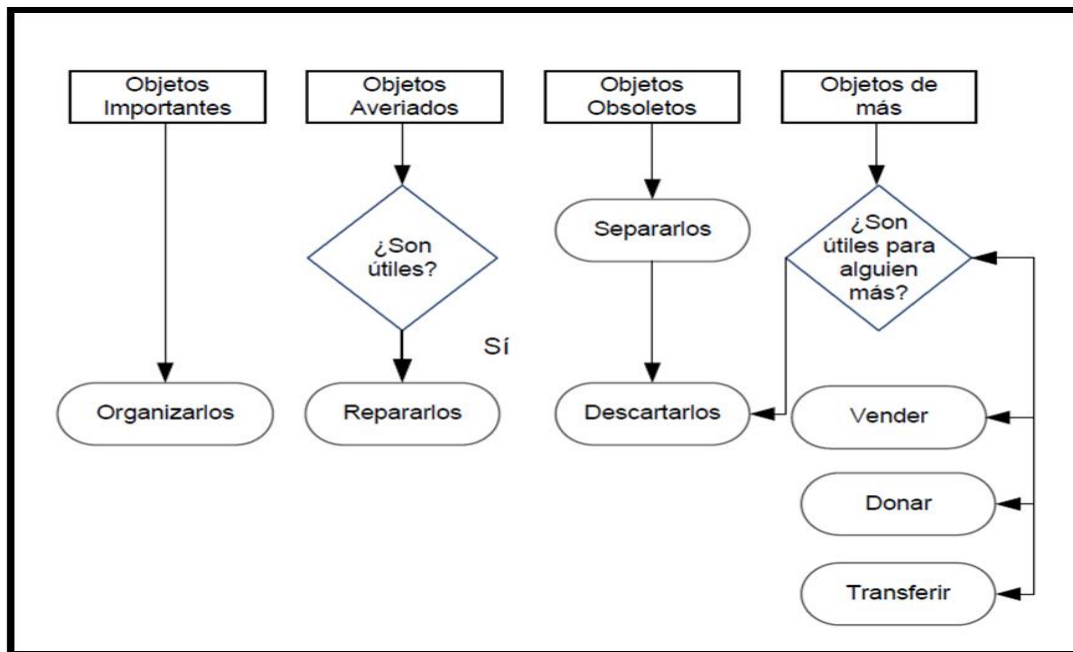 Objetos
Importantes
Objetos
Averiados
Objetos
Obsoletos
Objetos de
más
¿Son
útiles?
Separarlos
¿Son
útiles para
alguien
más?
Sí
Organizarlos
Repararlos
Descartarlos
Vender
Donar
Transferir